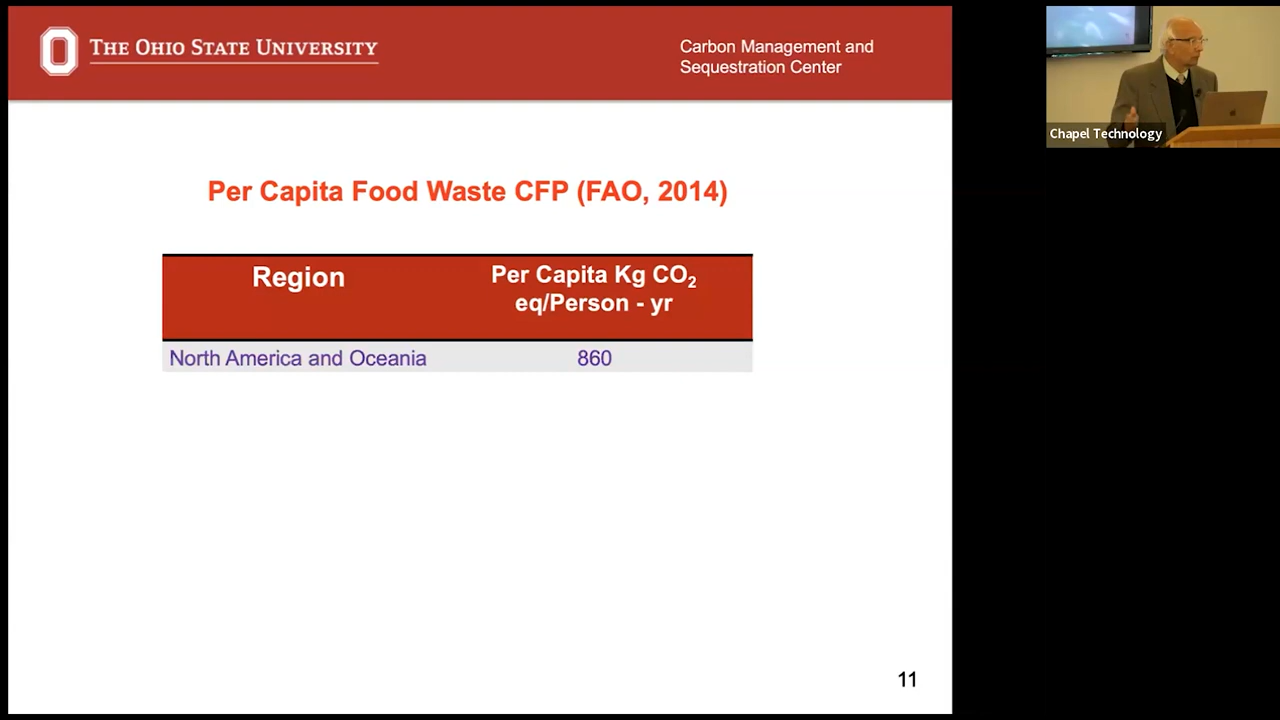 THE OHIO STATE UNIVERSITY
Carbon Management and
Sequestration Center
Chapel Technology
Per Capita Food Waste CFP (FAO, 2014)
Region
Per Capita Kg CO₂
eq/Person - yr
North America and Oceania
860
11